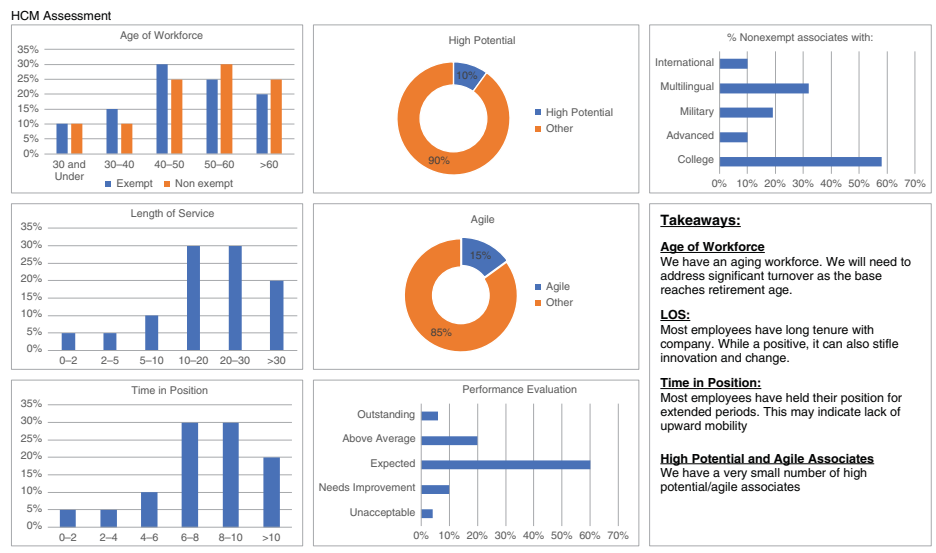 HCM Assessment
Age of Workforce
35%
30%
25%
20%
15%
10%
5%
0%
30 and
Under
30–40
40–50
50–60
>60
Exempt
Non exempt
High Potential
10%
90%
High Potential
Other
% Nonexempt associates with:
International
Multilingual
Military
Advanced
College
0% 10% 20% 30% 40% 50% 60% 70%
Length of Service
35%
30%
25%
20%
15%
10%
5%
0%
0–2 2–5 5–10 10–20 20–30 >30
Agile
15%
85%
Agile
Other
Takeaways:
Age of Workforce
We have an aging workforce. We will need to
address significant turnover as the base
reaches retirement age.
LOS:
Most employees have long tenure with
company. While a positive, it can also stifle
innovation and change.
Time in Position:
Most employees have held their position for
extended periods. This may indicate lack of
upward mobility
High Potential and Agile Associates
We have a very small number of high
potential/agile associates
Time in Position
35%
30%
25%
20%
15%
10%
5%
0%
0–2 2–4 4–6 6–8 8–10 >10
Performance Evaluation
Outstanding
Above Average
Expected
Needs Improvement
Unacceptable
0% 10% 20% 30% 40% 50% 60% 70%